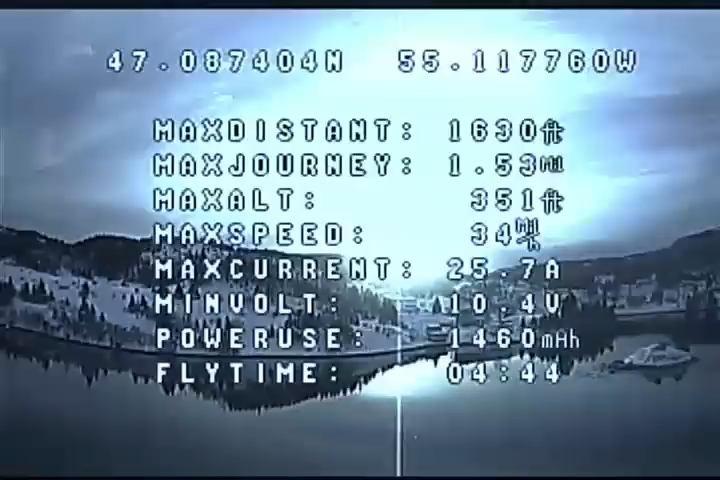 47.087404N 55.117760W
MAXDISTANT: 1630ft
MAXJOURNEY: 1.53Mi
MAXALT: 351ft
MAXSPEED: 34Mi/h
MAXCURRENT: 25.7A
MINVOLT: 10.4V
POWERUSE: 1460mAh
FLYTIME: 04:44